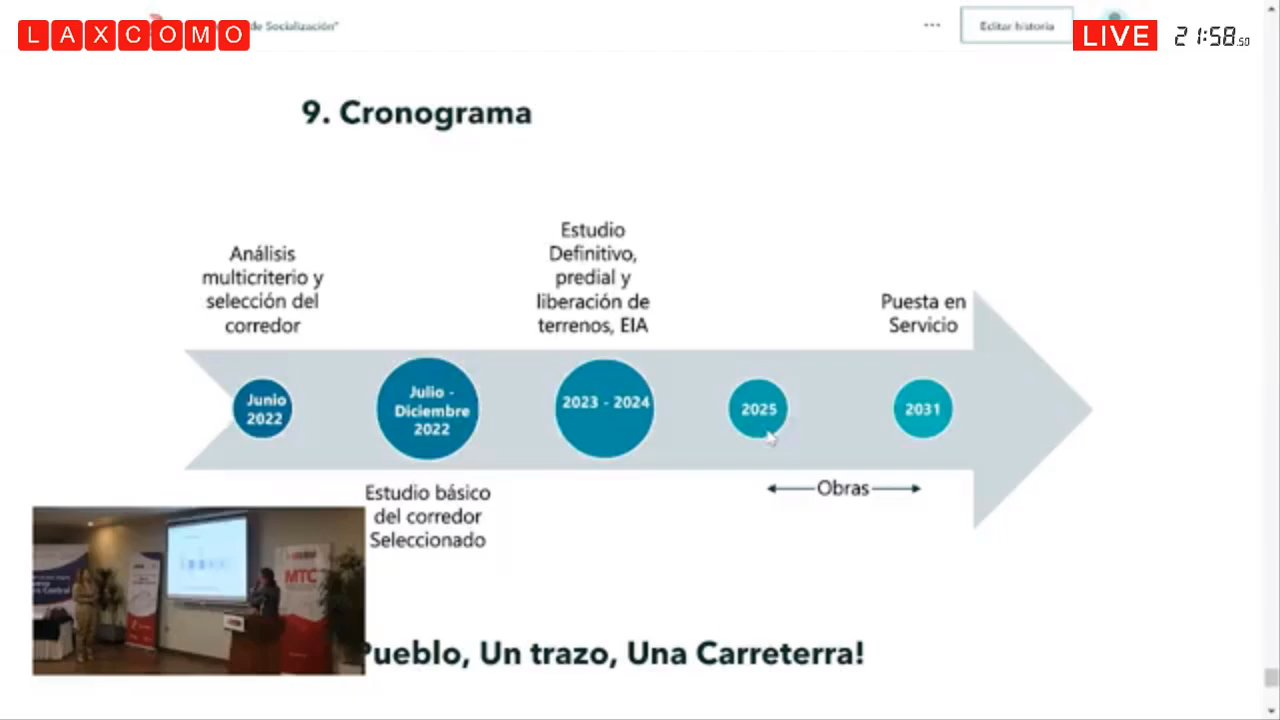 LAXCOMO
de Socialización"
...
Editar historia
LIVE
21:58.50
9. Cronograma
Análisis
multicriterio y
selección del
corredor
Estudio
Definitivo,
predial y
liberación de
terrenos, EIA
Puesta en
Servicio
Junio
2022
Julio -
Diciembre
2022
2023 - 2024
2025
2031
Estudio básico
del corredor
Seleccionado
Obras
MTC
Pueblo, Un trazo, Una Carreterra!